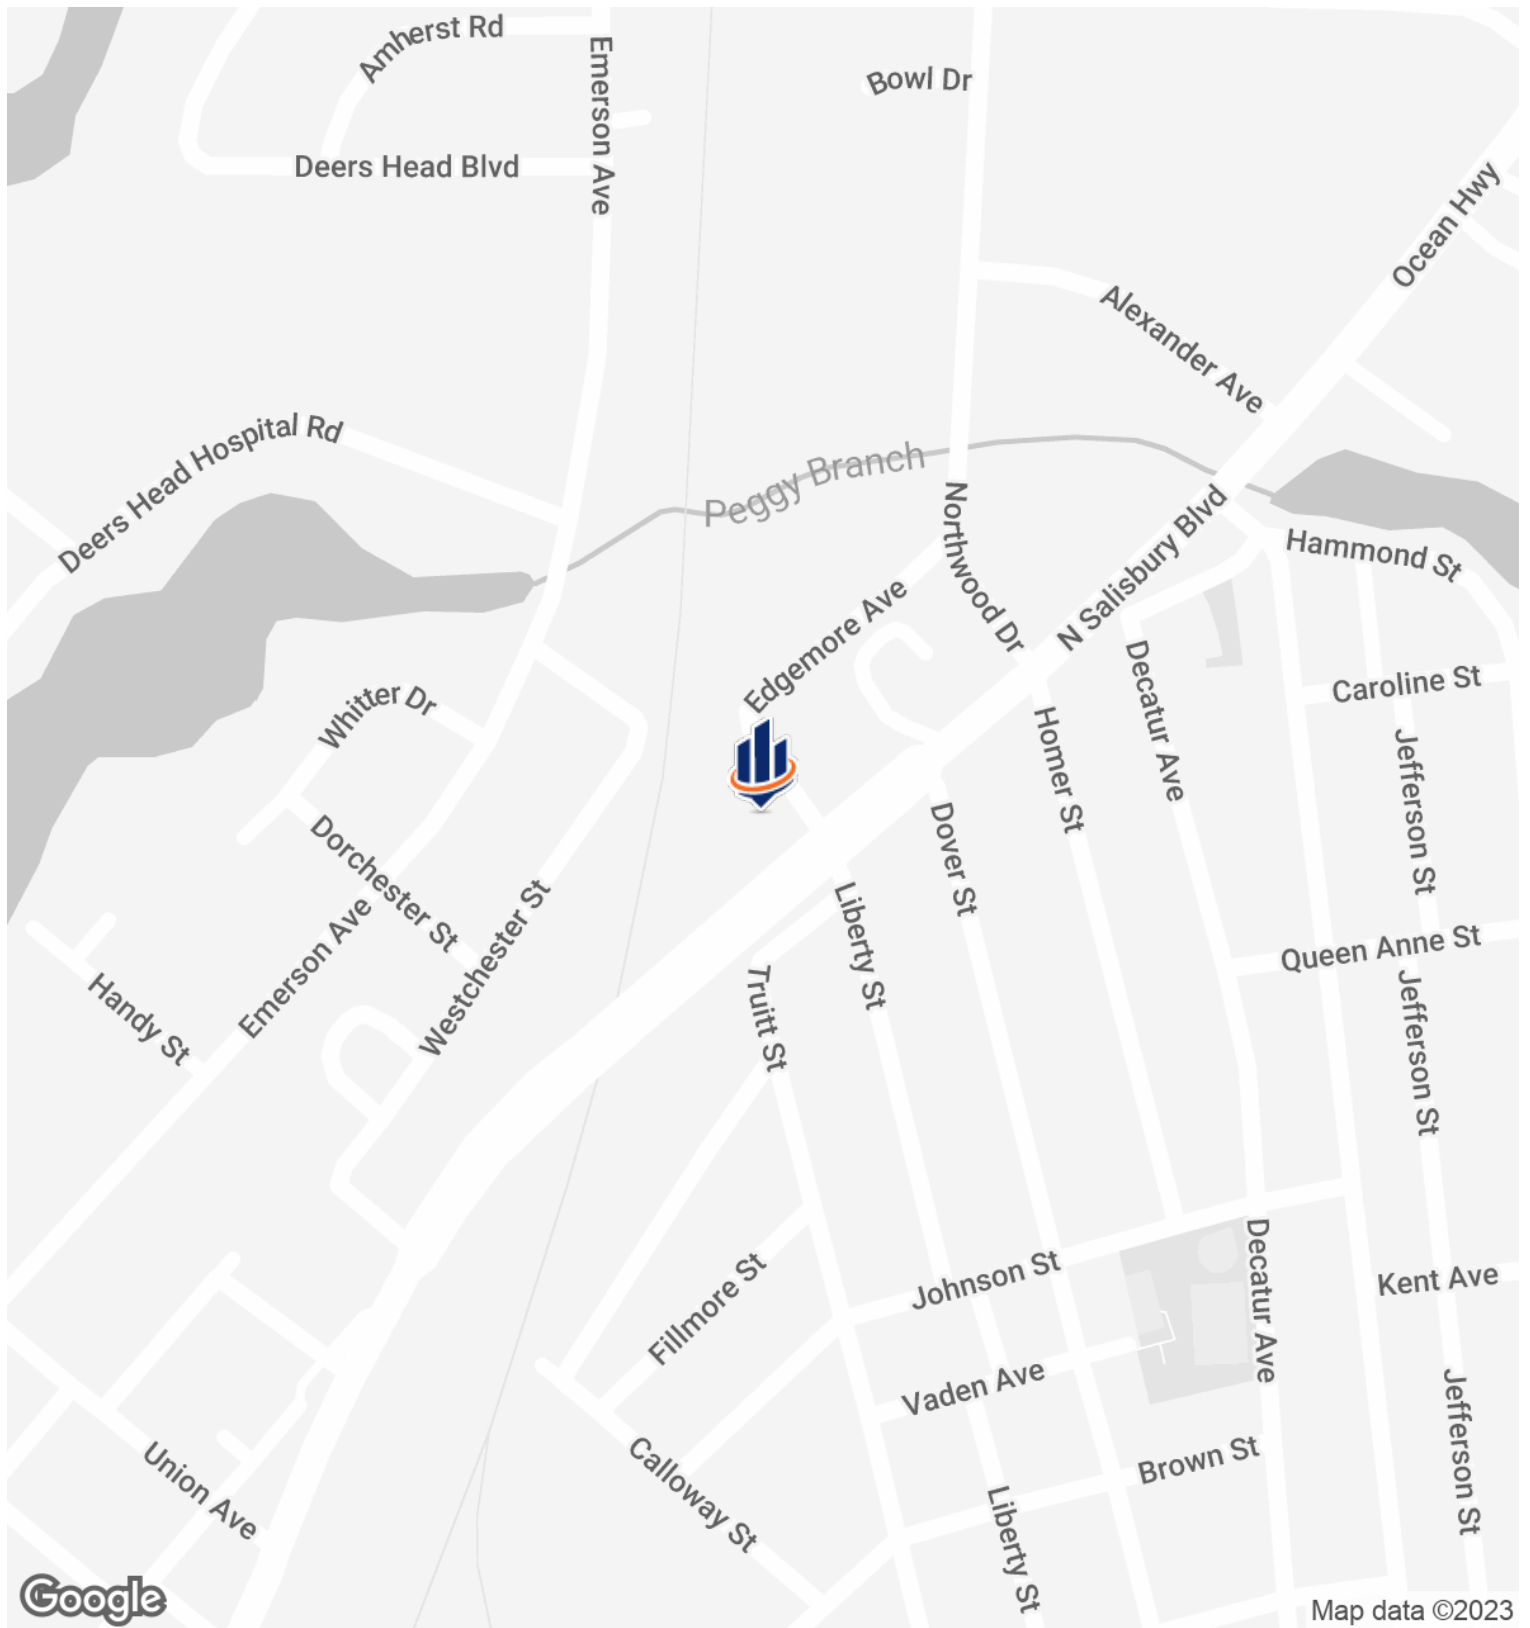 Amherst Rd
Emerson Ave
Bowl Dr
Deers Head Blvd
Ocean Hwy
Alexander Ave
Deers Head Hospital Rd
Peggy Branch
Northwood Dr
N Salisbury Blvd
Hammond St
Edgemore Ave
Whitter Dr
Decatur Ave
Caroline St
Homer St
Jefferson St
Dorchester St
Dover St
Westchester St
Liberty St
Emerson Ave
Queen Anne St
Handy St
Truitt St
Jefferson St
Johnson St
Decatur Ave
Kent Ave
Fillmore St
Vaden Ave
Jefferson St
Union Ave
Calloway St
Brown St
Liberty St
Google
Map data ©2023